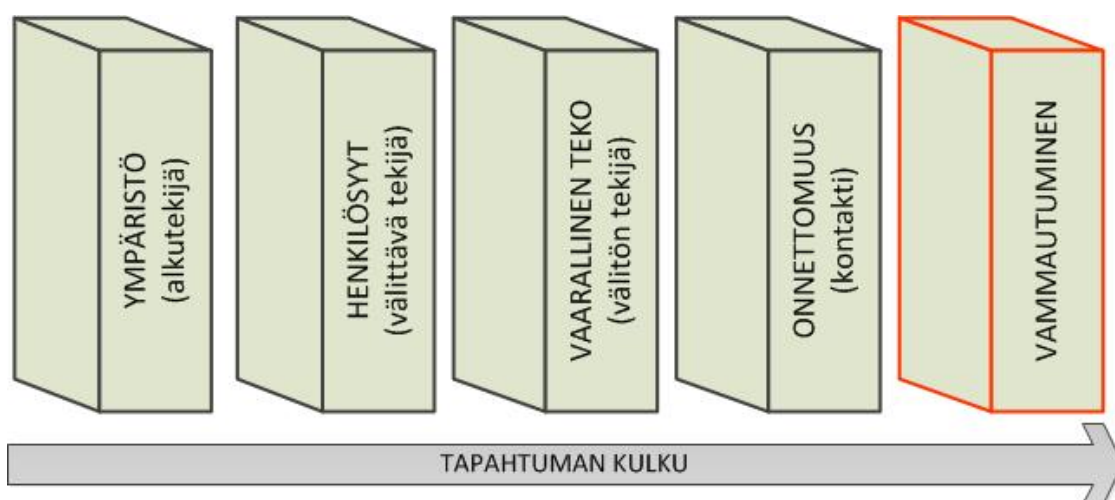 YMPÄRISTÖ
(alkutekijä)
HENKILÖSYYT
(välittävä tekijä)
VAARALLINEN TEKO
(välitön tekijä)
ONNETTOMUUS
(kontakti)
VAMMAUTUMINEN
TAPAHTUMAN KULKU